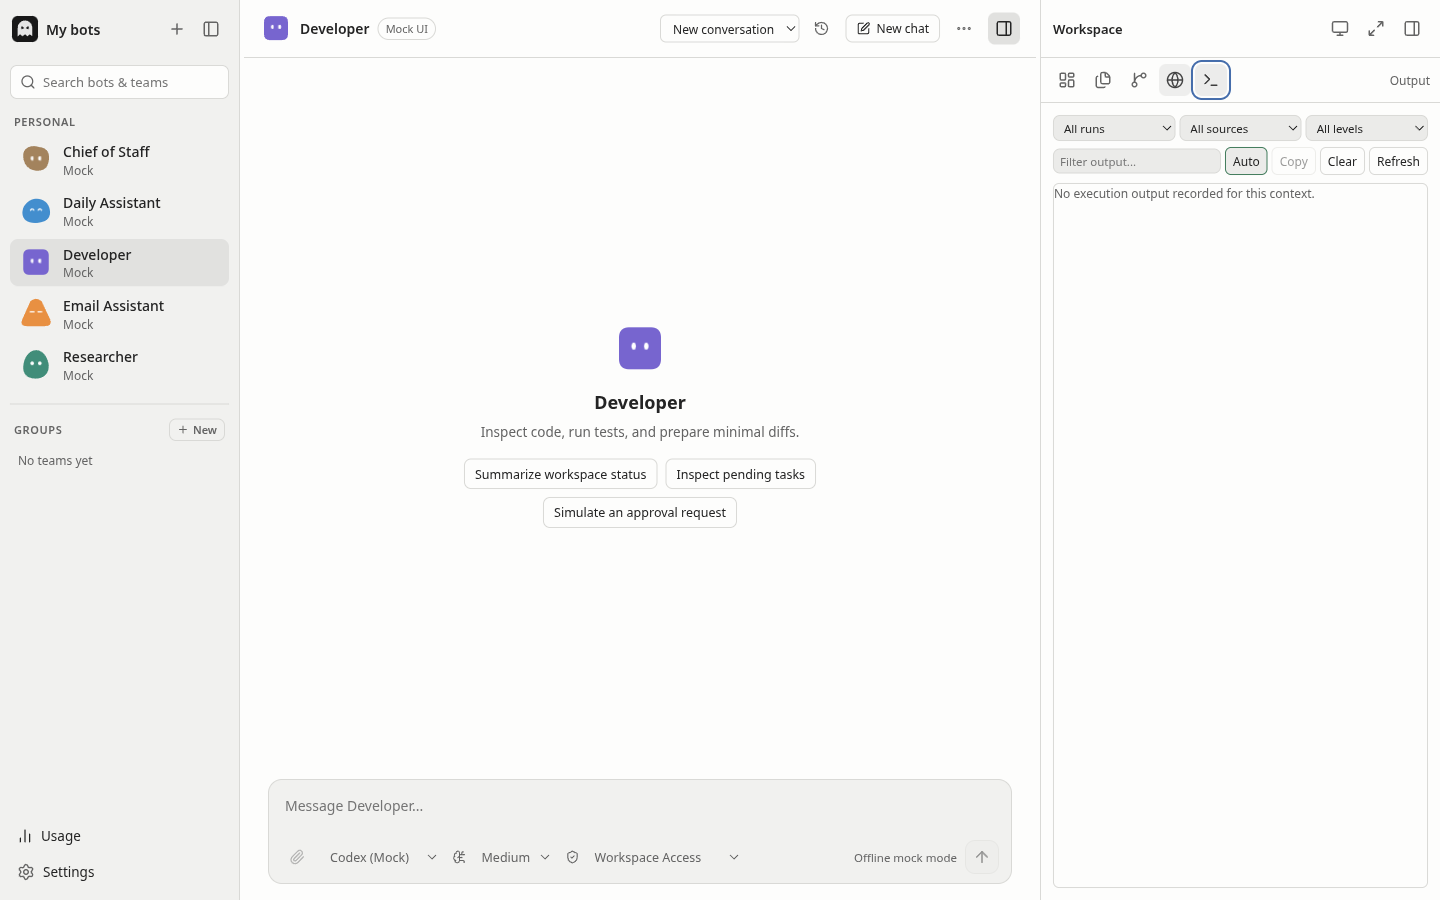 My bots
Search bots & teams
PERSONAL
Chief of Staff
Mock
Daily Assistant
Mock
Developer
Mock
Email Assistant
Mock
Researcher
Mock
GROUPS
New
No teams yet
Usage
Settings
Developer
Mock UI
New conversation
New chat
Developer
Inspect code, run tests, and prepare minimal diffs.
Summarize workspace status
Inspect pending tasks
Simulate an approval request
Message Developer...
Codex (Mock)
Medium
Workspace Access
Offline mock mode
Workspace
Output
All runs
All sources
All levels
Filter output...
Auto
Copy
Clear
Refresh
No execution output recorded for this context.